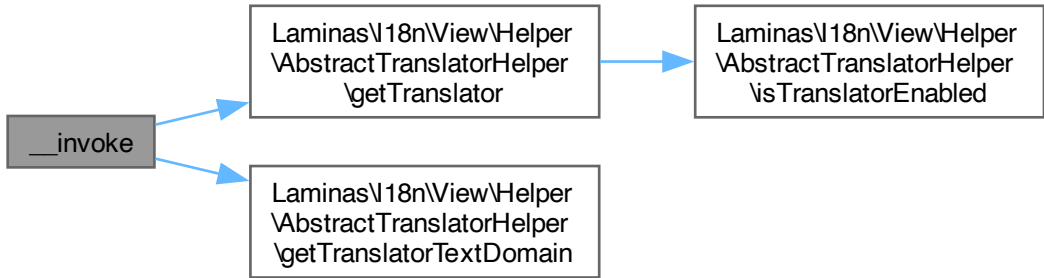 Laminas\I18n\View\Helper
\AbstractTranslatorHelper
\getTranslator
Laminas\I18n\View\Helper
\AbstractTranslatorHelper
\isTranslatorEnabled
__invoke
Laminas\I18n\View\Helper
\AbstractTranslatorHelper
\getTranslatorTextDomain